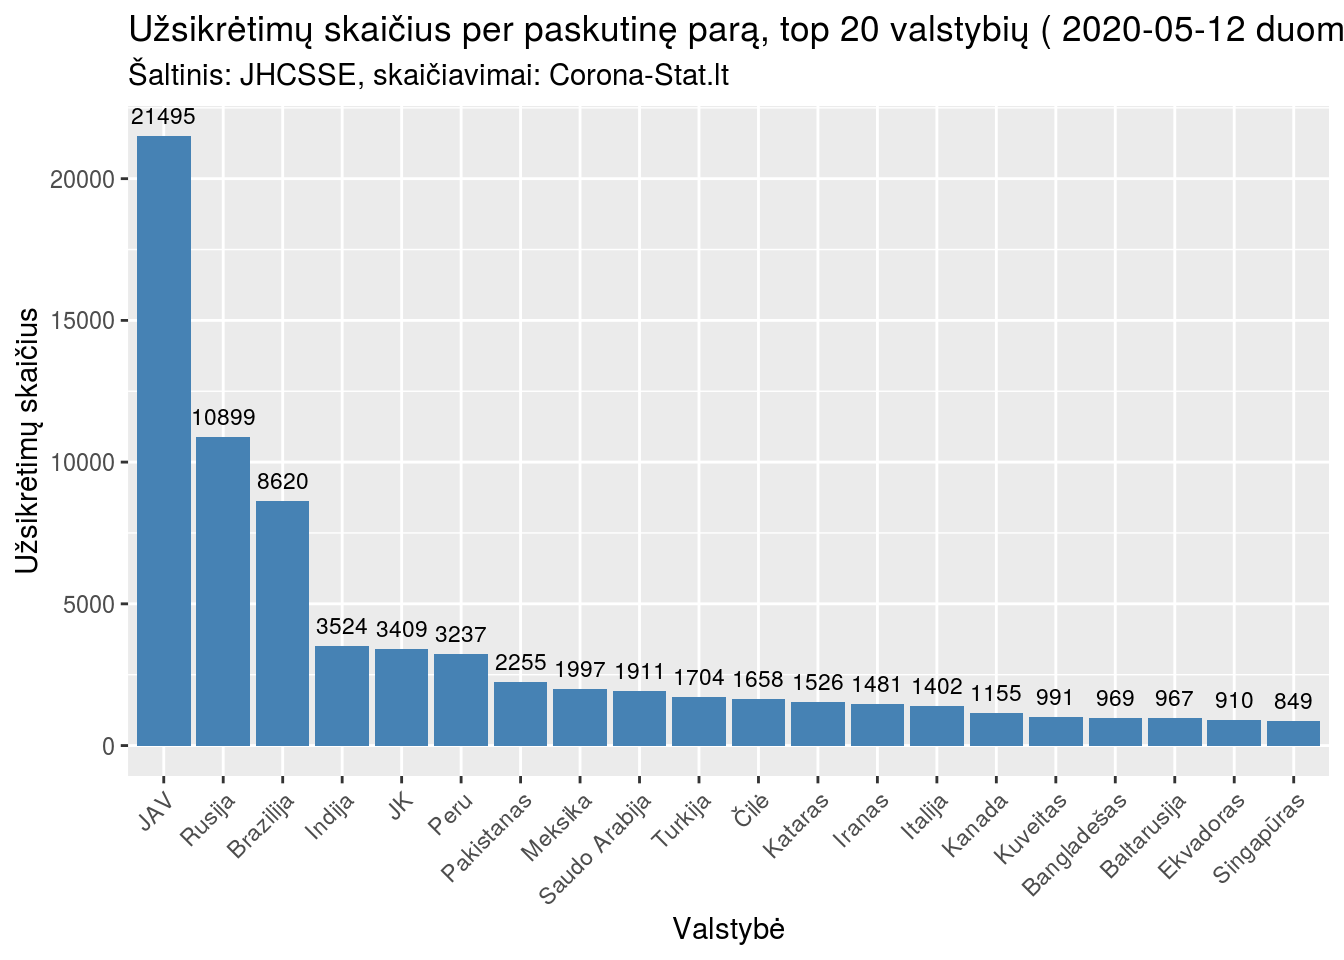 Užsikrėtimų skaičius per paskutinę parą, top 20 valstybių ( 2020-05-12 duom
Šaltinis: JHCSSE, skaičiavimai: Corona-Stat.lt
Užsikrėtimų skaičius
20000
15000
10000
5000
0
21495
10899
8620
3524
3409
3237
2255
1997
1911
1704
1658
1526
1481
1402
1155
991
969
967
910
849
JAV
Rusija
Brazilija
Indija
JK
Peru
Pakistanas
Meksika
Saudo Arabija
Turkija
Čilė
Kataras
Iranas
Italija
Kanada
Kuveitas
Bangladešas
Baltarusija
Ekvadoras
Singapūras
Valstybė